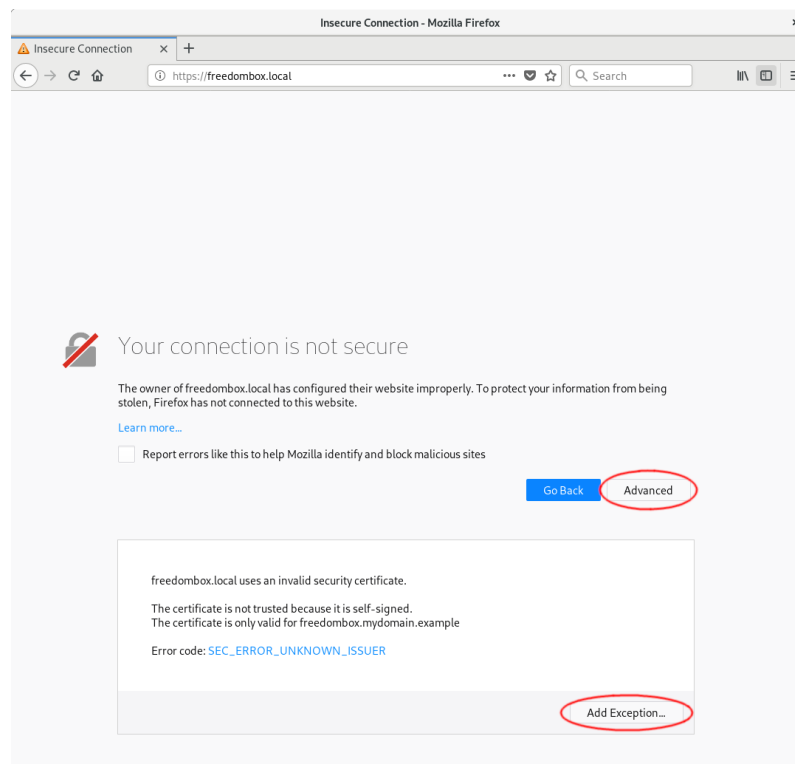 Insecure Connection - Mozilla Firefox
Insecure Connection
https://freedombox.local
Search
Your connection is not secure
The owner of freedombox.local has configured their website improperly. To protect your information from being
stolen, Firefox has not connected to this website.
Learn more...
Report errors like this to help Mozilla identify and block malicious sites
Go Back
Advanced
freedombox.local uses an invalid security certificate.
The certificate is not trusted because it is self-signed.
The certificate is only valid for freedombox.mydomain.example
Error code: SEC_ERROR_UNKNOWN_ISSUER
Add Exception...